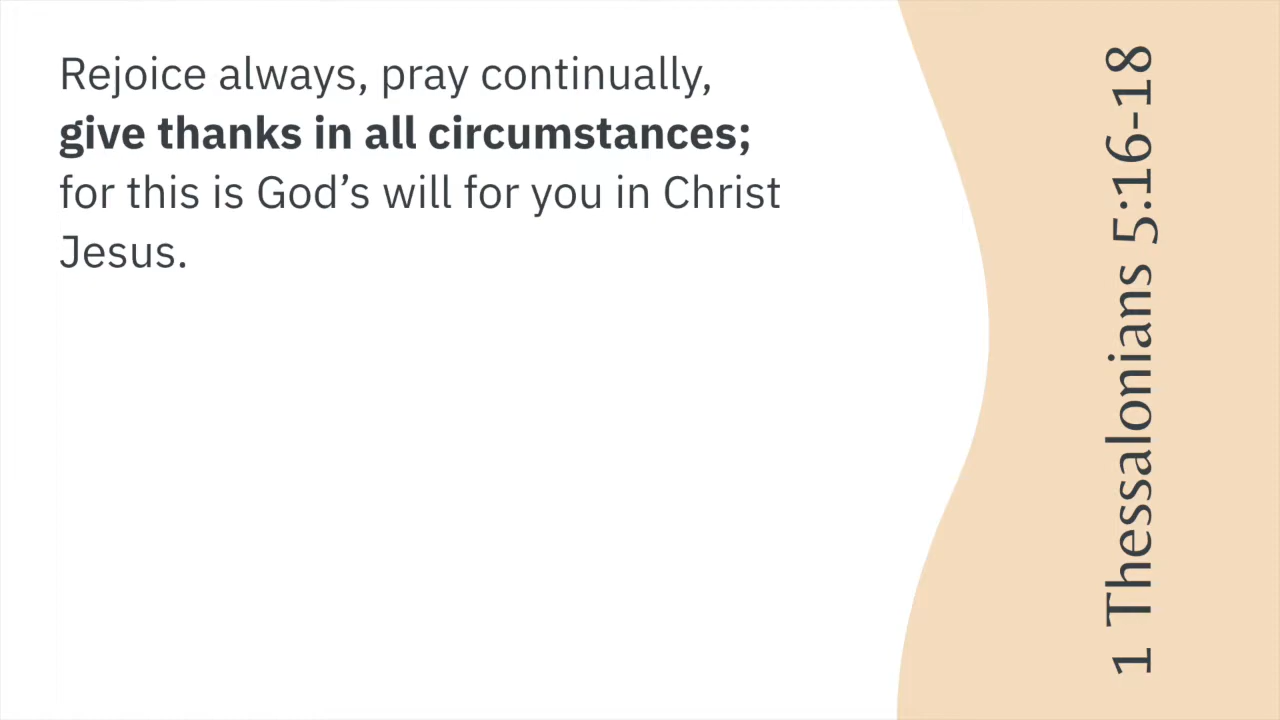 Rejoice always, pray continually,
give thanks in all circumstances;
for this is God’s will for you in Christ
Jesus.
1 Thessalonians 5:16-18